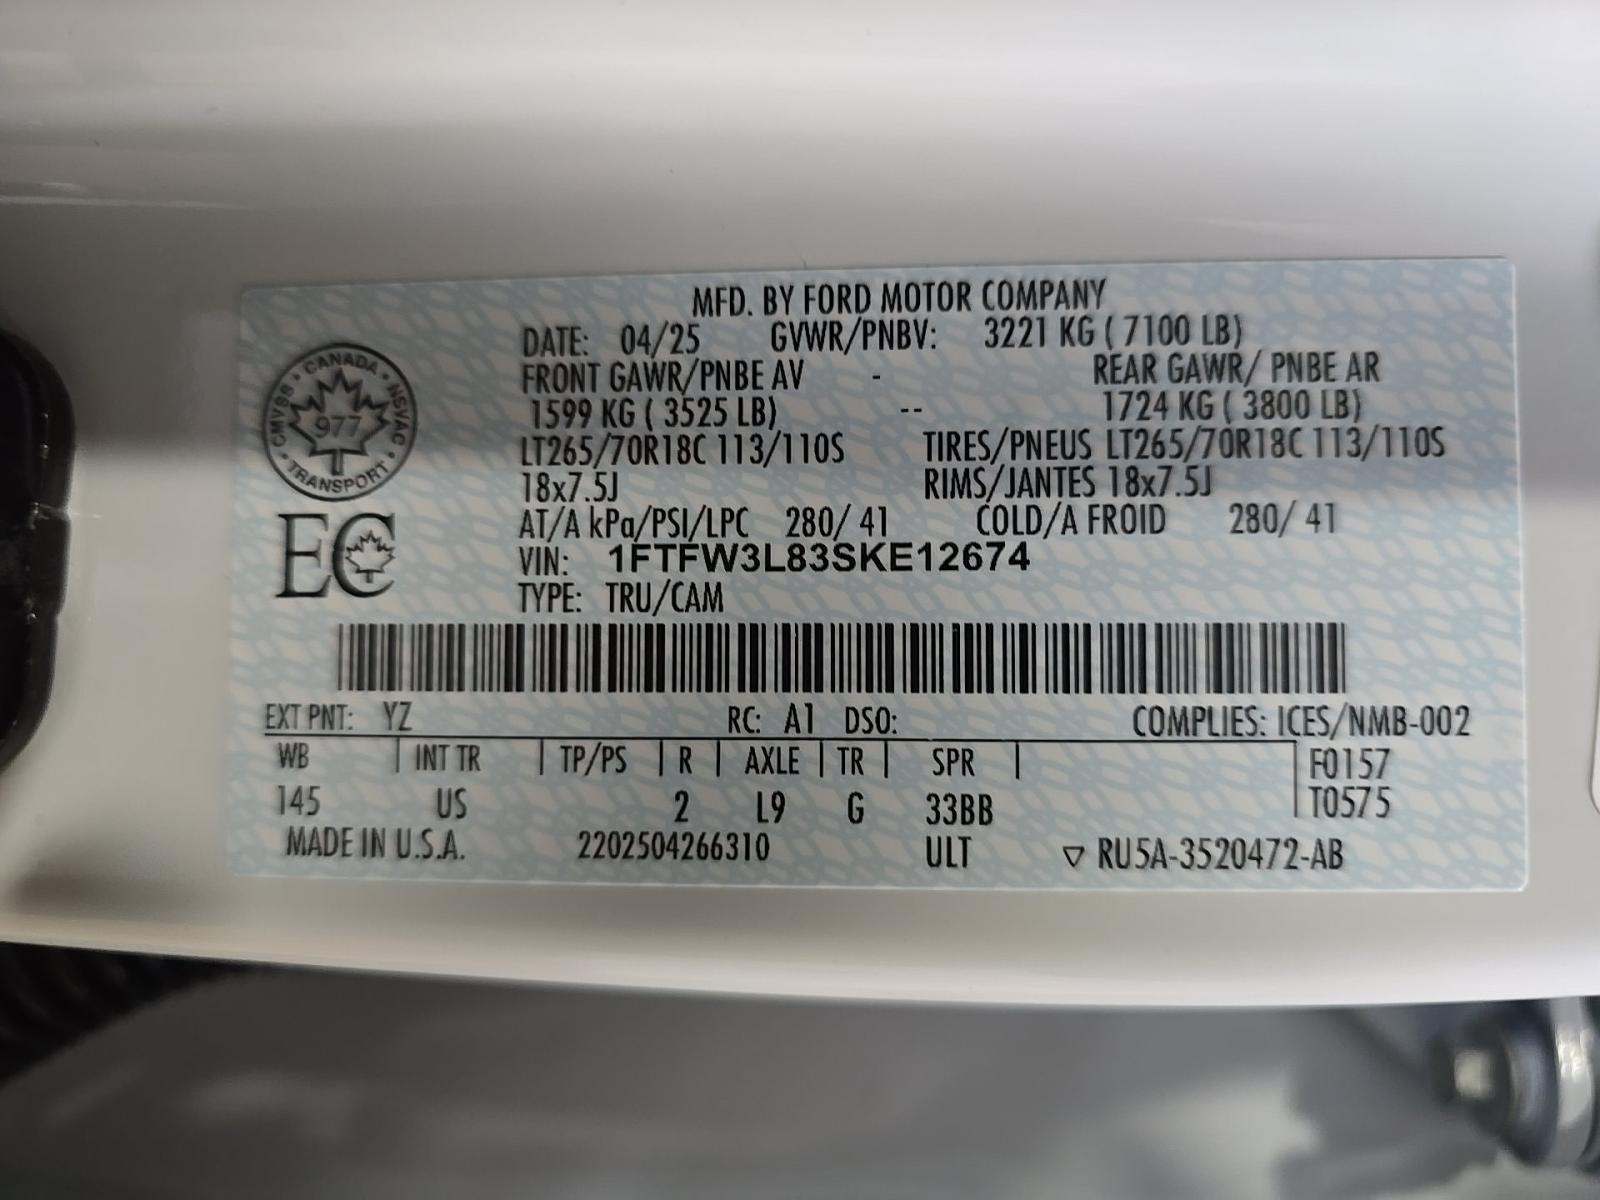 MFD. BY FORD MOTOR COMPANY
DATE: 04/25 GVWR/PNBV: 3221 KG ( 7100 LB)
FRONT GAWR/PNBE AV - REAR GAWR/ PNBE AR
1599 KG ( 3525 LB) -- 1724 KG ( 3800 LB)
LT265/70R18C 113/110S TIRES/PNEUS LT265/70R18C 113/110S
18x7.5J RIMS/JANTES 18x7.5J
AT/A kPa/PSI/LPC 280/ 41 COLD/A FROID 280/ 41
VIN: 1FTFW3L83SKE12674
TYPE: TRU/CAM
CANADA
CMVSS 977 NSVAC
TRANSPORT
EC
EXT PNT: YZ RC: A1 DSO: COMPLIES: ICES/NMB-002
WB | INT TR | TP/PS | R | AXLE | TR | SPR | F0157
145 US 2 L9 G 33BB T0575
MADE IN U.S.A. 2202504266310 ULT ▽ RU5A-3520472-AB